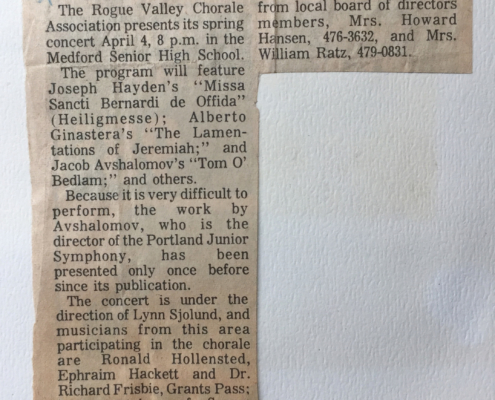 The Rogue Valley Chorale
Association presents its spring
concert April 4, 8 p.m. in the
Medford Senior High School.
The program will feature
Joseph Hayden's "Missa
Sancti Bernardi de Offida"
(Heiligmesse); Alberto
Ginastera's "The Lamen-
tations of Jeremiah;" and
Jacob Avshalomov's "Tom O'
Bedlam;" and others.
Because it is very difficult to
perform, the work by
Avshalomov, who is the
director of the Portland Junior
Symphony, has been
presented only once before
since its publication.
The concert is under the
direction of Lynn Sjolund, and
musicians from this area
participating in the chorale
are Ronald Hollensted,
Ephraim Hackett and Dr.
Richard Frisbie, Grants Pass;
from local board of directors
members, Mrs. Howard
Hansen, 476-3632, and Mrs.
William Ratz, 479-0831.